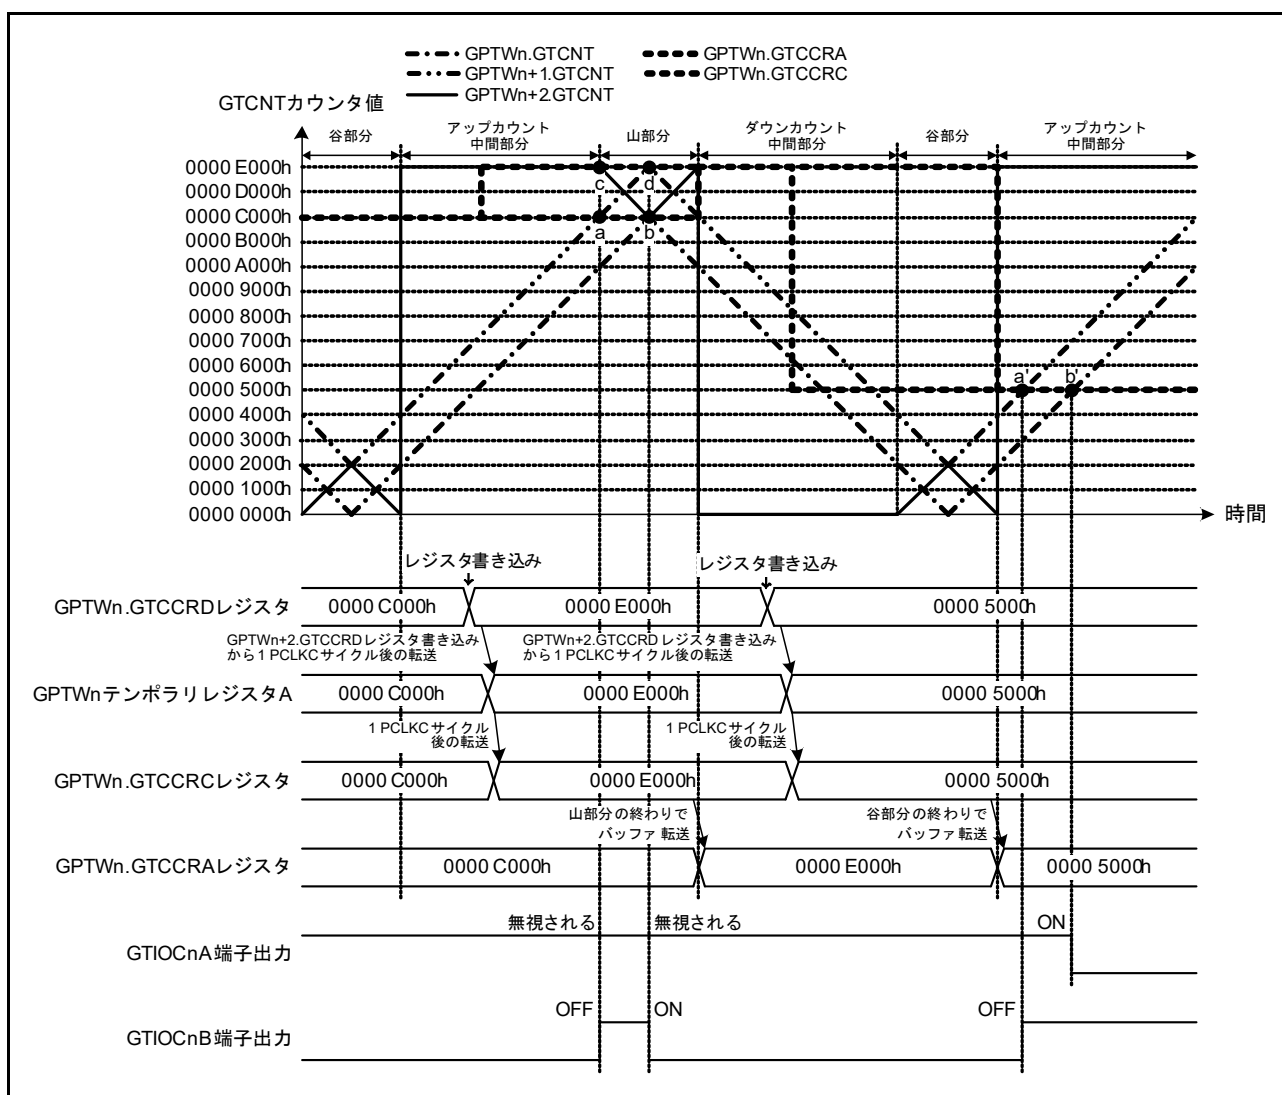 GPTWn.GTCNT
GPTWn.GTCCRA
GPTWn+1.GTCNT
GPTWn.GTCCRC
GPTWn+2.GTCNT
GTCNTカウンタ値
谷部分
アップカウント
中間部分
山部分
ダウンカウント
中間部分
谷部分
アップカウント
中間部分
0000 E000h
0000 D000h
0000 C000h
0000 B000h
0000 A000h
0000 9000h
0000 8000h
0000 7000h
0000 6000h
0000 5000h
0000 4000h
0000 3000h
0000 2000h
0000 1000h
0000 0000h
c
d
a
b
a'
b'
時間
レジスタ書き込み
レジスタ書き込み
GPTWn.GTCCRDレジスタ
0000 C000h
0000 E000h
0000 5000h
GPTWn+2.GTCCRDレジスタ書き込み
から1 PCLKCサイクル後の転送
GPTWn+2.GTCCRDレジスタ書き込み
から1 PCLKCサイクル後の転送
GPTWnテンポラリレジスタA
0000 C000h
0000 E000h
0000 5000h
1 PCLKCサイクル
後の転送
1 PCLKCサイクル
後の転送
GPTWn.GTCCRCレジスタ
0000 C000h
0000 E000h
0000 5000h
山部分の終わりで
バッファ転送
谷部分の終わりで
バッファ転送
GPTWn.GTCCRAレジスタ
0000 C000h
0000 E000h
0000 5000h
無視される
無視される
ON
GTIOCnA端子出力
OFF
ON
OFF
GTIOCnB端子出力